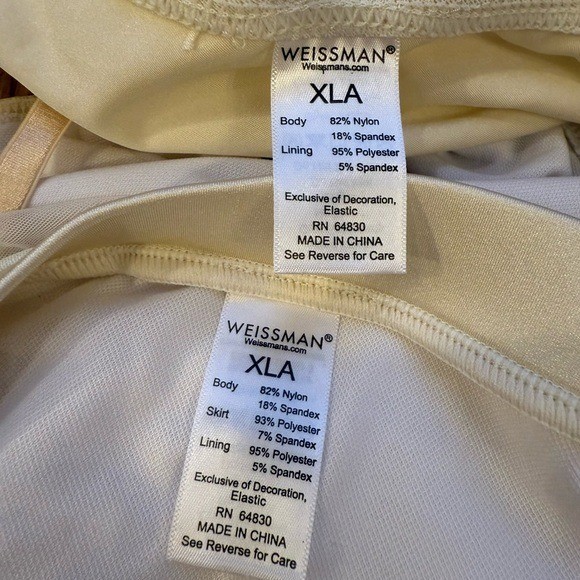 WEISSMAN®
Weissmans.com
XLA
Body 82% Nylon
18% Spandex
Lining 95% Polyester
5% Spandex
Exclusive of Decoration,
Elastic
RN 64830
MADE IN CHINA
See Reverse for Care
WEISSMAN®
Weissmans.com
XLA
Body 82% Nylon
18% Spandex
Skirt 93% Polyester
7% Spandex
Lining 95% Polyester
5% Spandex
Exclusive of Decoration,
Elastic
RN 64830
MADE IN CHINA
See Reverse for Care